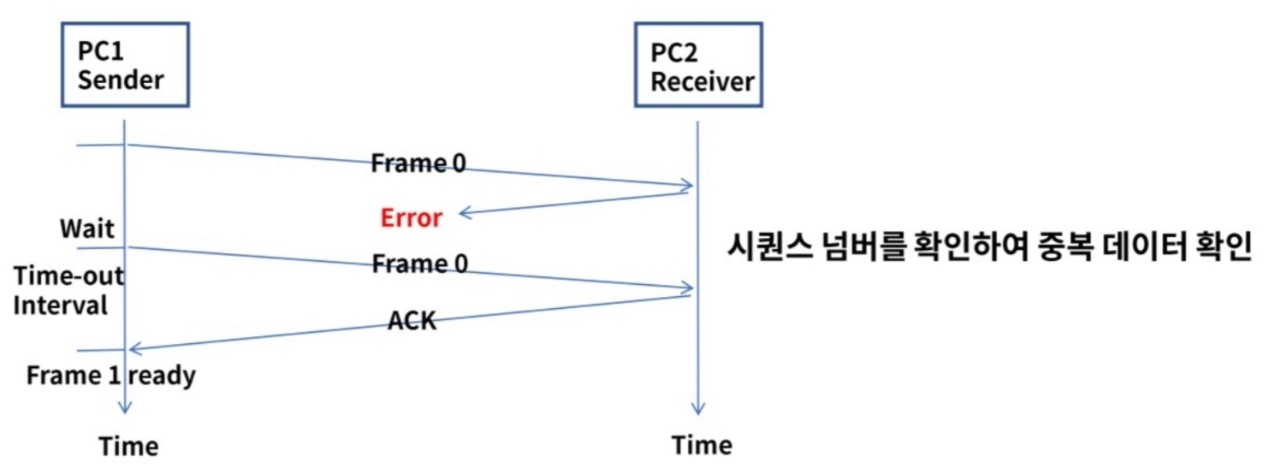 PC1
Sender
PC2
Receiver
Frame 0
Error
Wait
시퀀스 넘버를 확인하여 중복 데이터 확인
Frame 0
Time-out
Interval
ACK
Frame 1 ready
Time
Time